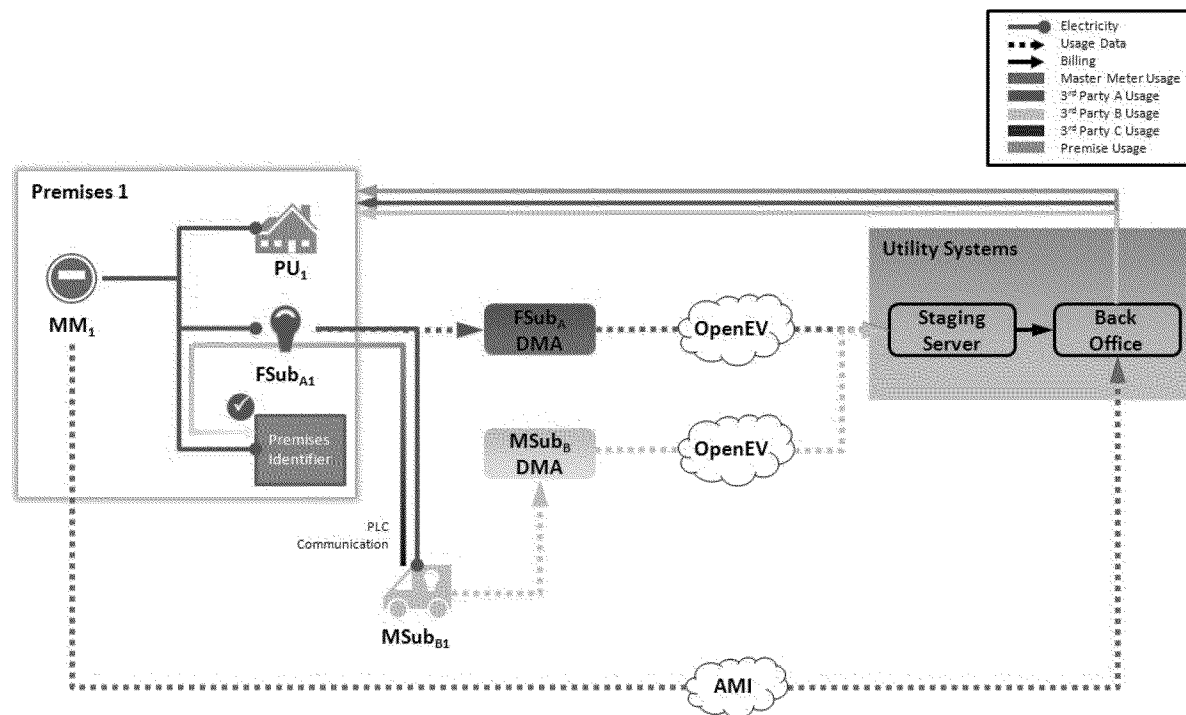 Electricity
Usage Data
Billing
Master Meter Usage
3rd Party A Usage
3rd Party B Usage
3rd Party C Usage
Premise Usage
Premises 1
PU1
MM1
FSubA1
Premises
Identifier
PLC
Communication
MSubB1
FSubA
DMA
OpenEV
MSubB
DMA
OpenEV
Utility Systems
Staging
Server
Back
Office
AMI